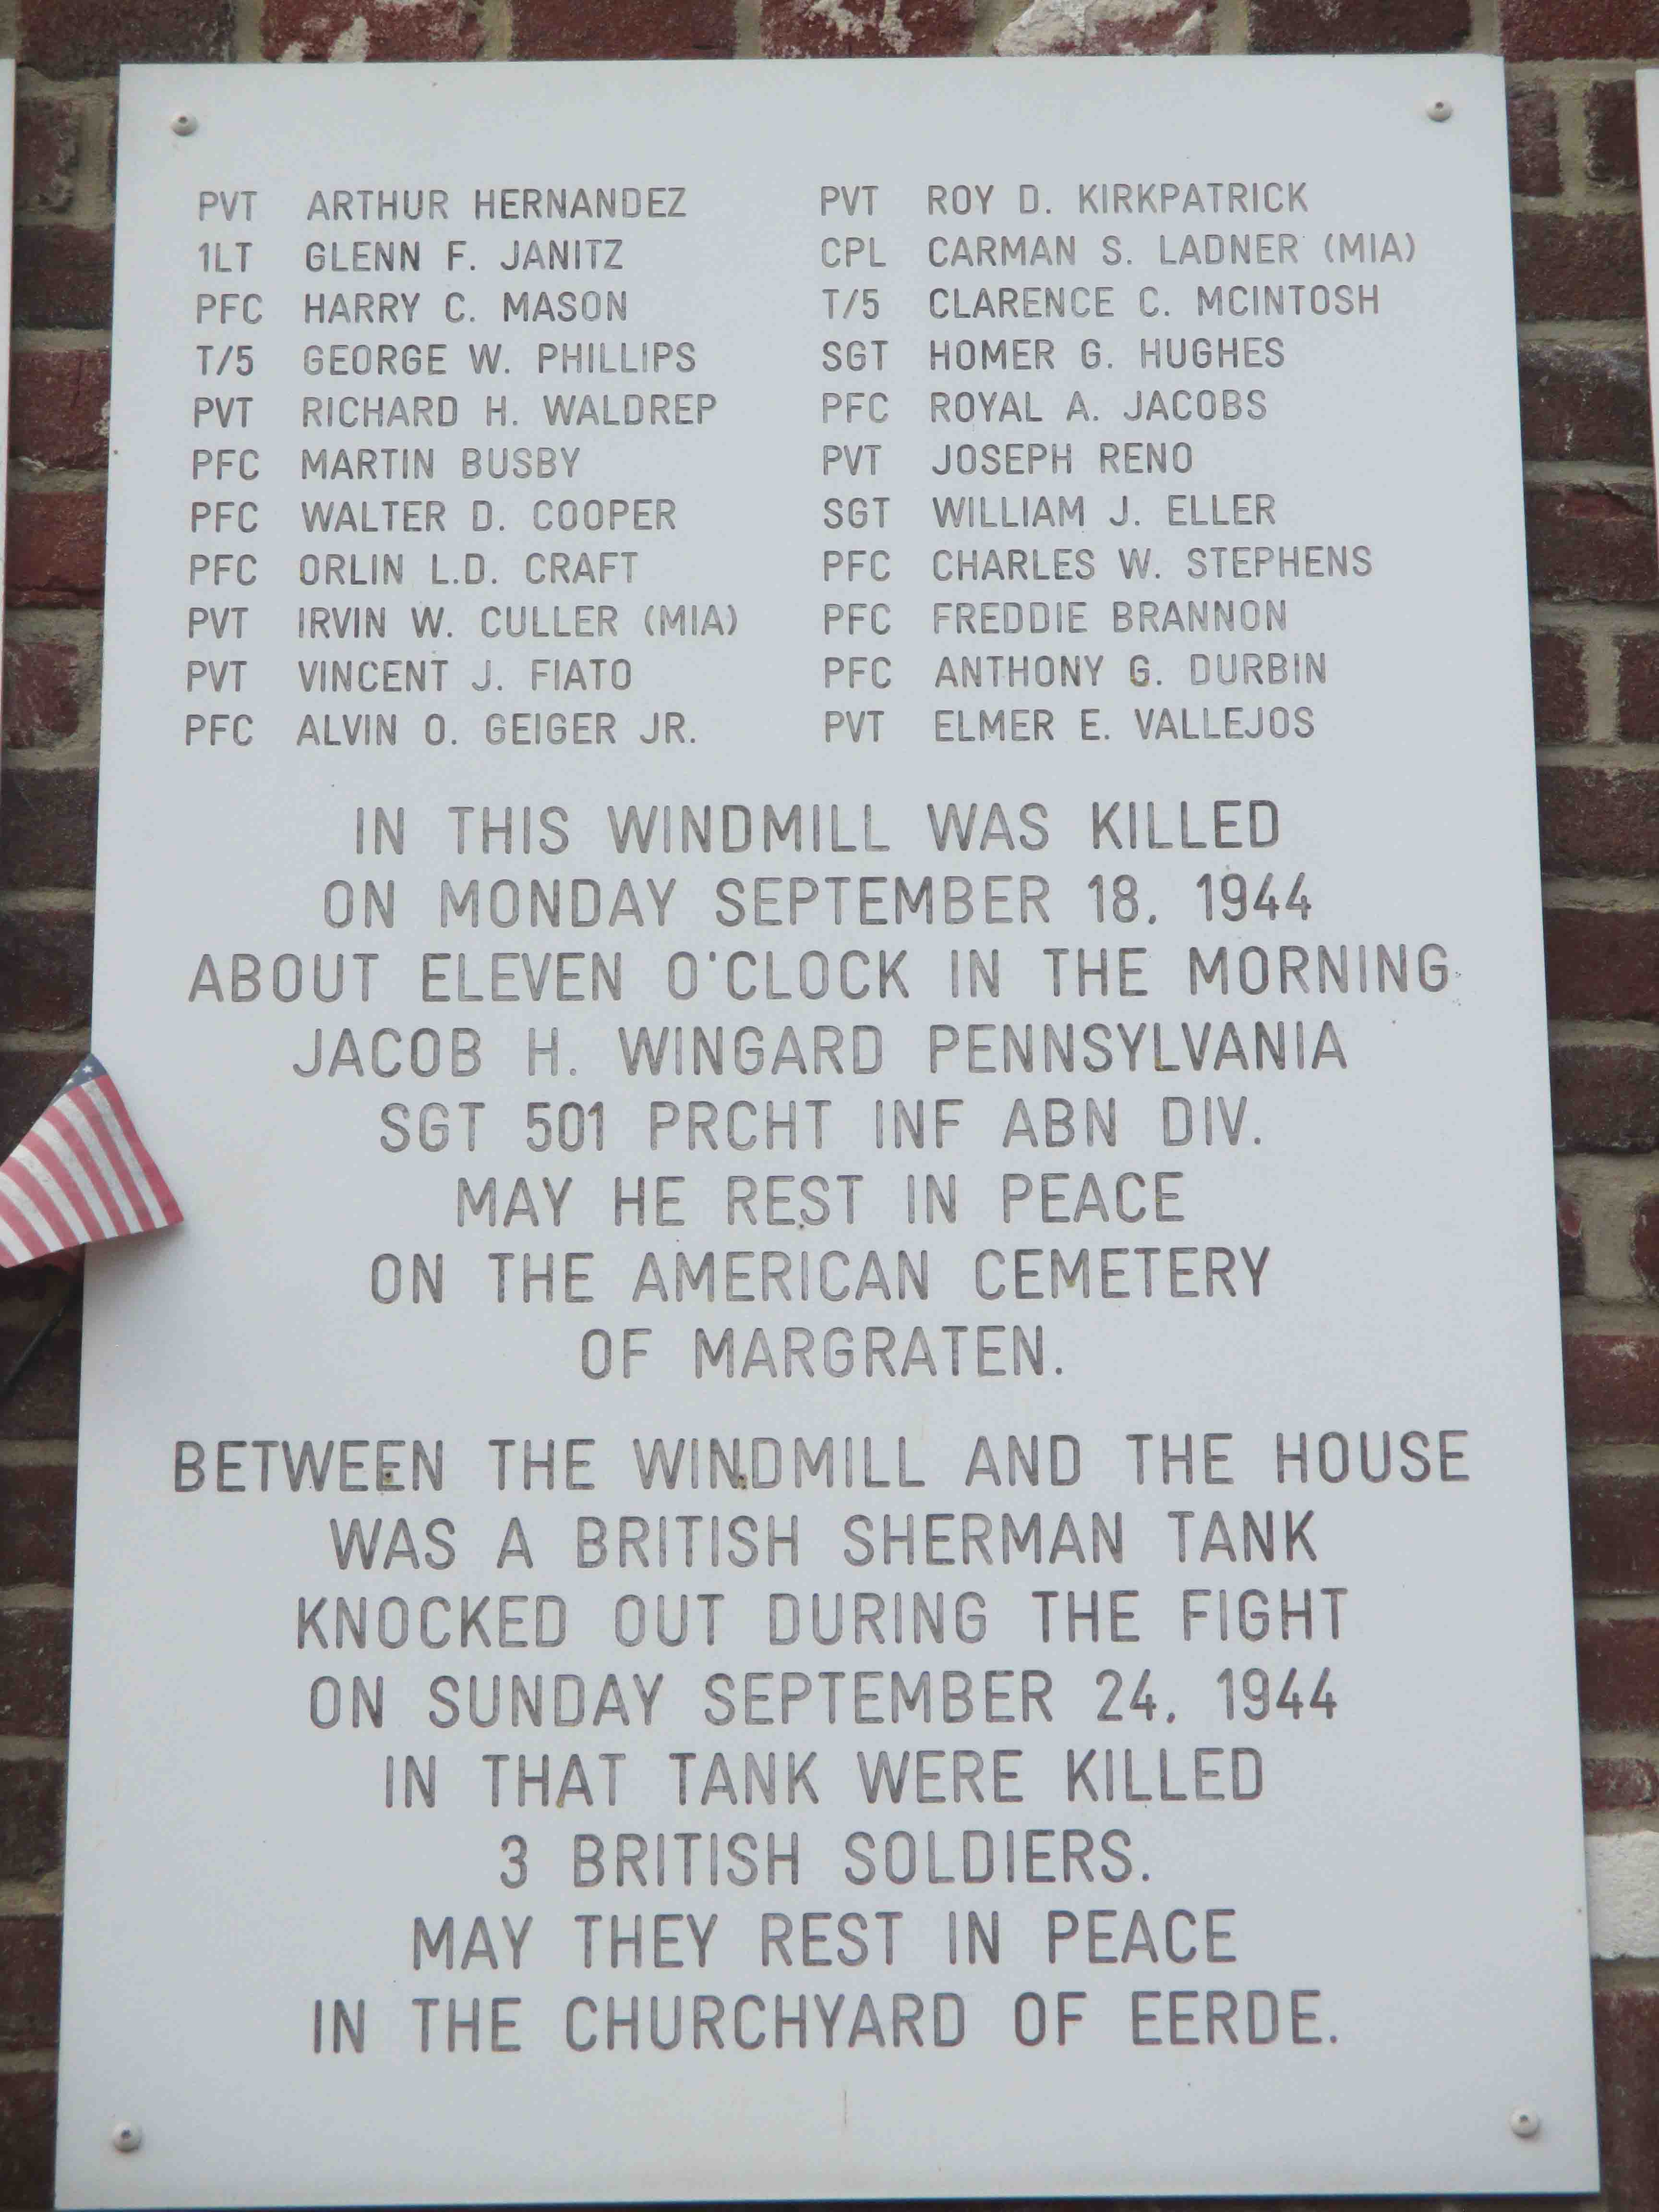 PVT ARTHUR HERNANDEZ PVT ROY D. KIRKPATRICK
1LT GLENN F. JANITZ CPL CARMAN S. LADNER (MIA)
PFC HARRY C. MASON T/5 CLARENCE C. MCINTOSH
T/5 GEORGE W. PHILLIPS SGT HOMER G. HUGHES
PVT RICHARD H. WALDREP PFC ROYAL A. JACOBS
PFC MARTIN BUSBY PVT JOSEPH RENO
PFC WALTER D. COOPER SGT WILLIAM J. ELLER
PFC ORLIN L.D. CRAFT PFC CHARLES W. STEPHENS
PVT IRVIN W. CULLER (MIA) PFC FREDDIE BRANNON
PVT VINCENT J. FIATO PFC ANTHONY G. DURBIN
PFC ALVIN O. GEIGER JR. PVT ELMER E. VALLEJOS
IN THIS WINDMILL WAS KILLED
ON MONDAY SEPTEMBER 18, 1944
ABOUT ELEVEN O'CLOCK IN THE MORNING
JACOB H. WINGARD PENNSYLVANIA
SGT 501 PRCHT INF ABN DIV.
MAY HE REST IN PEACE
ON THE AMERICAN CEMETERY
OF MARGRATEN.
BETWEEN THE WINDMILL AND THE HOUSE
WAS A BRITISH SHERMAN TANK
KNOCKED OUT DURING THE FIGHT
ON SUNDAY SEPTEMBER 24, 1944
IN THAT TANK WERE KILLED
3 BRITISH SOLDIERS.
MAY THEY REST IN PEACE
IN THE CHURCHYARD OF EERDE.